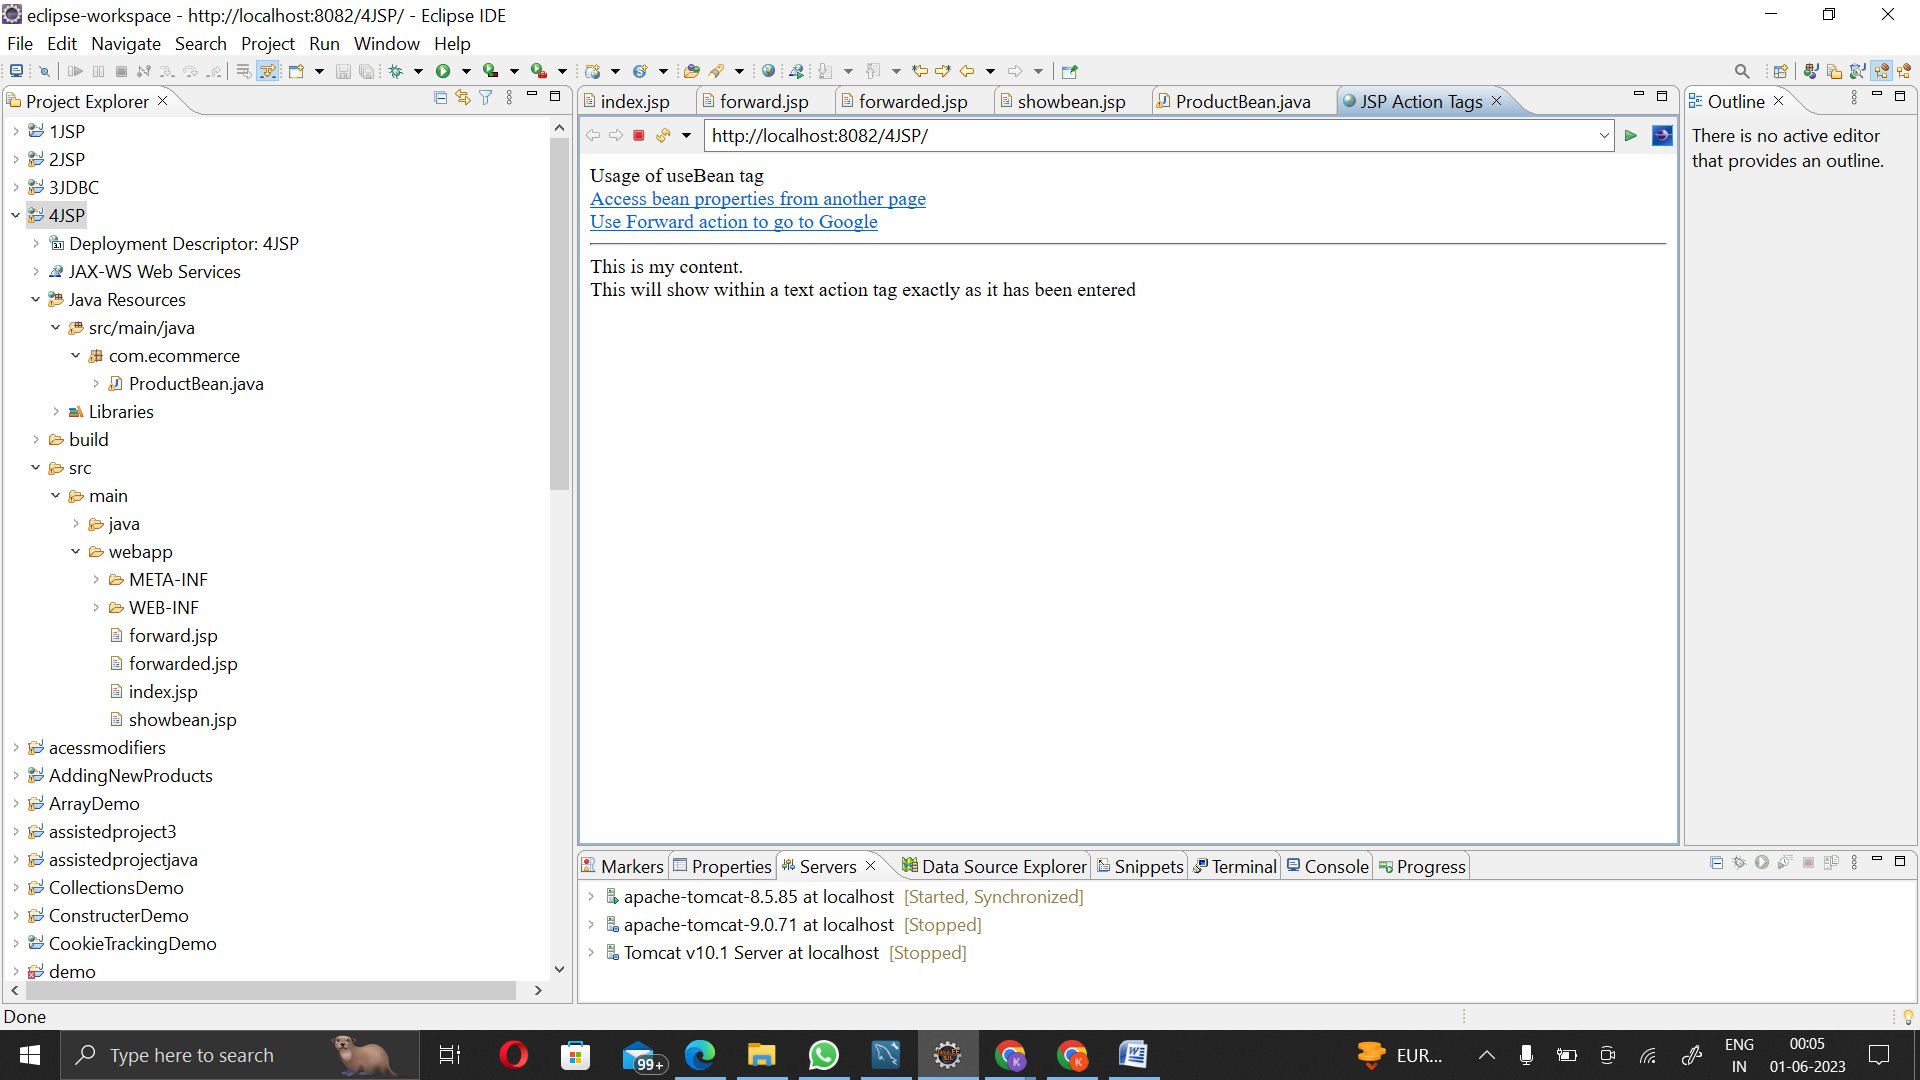 eclipse-workspace - http://localhost:8082/4JSP/ - Eclipse IDE
File Edit Navigate Search Project Run Window Help
Project Explorer
1JSP
2JSP
3JDBC
4JSP
Deployment Descriptor: 4JSP
JAX-WS Web Services
Java Resources
src/main/java
com.ecommerce
ProductBean.java
Libraries
build
src
main
java
webapp
META-INF
WEB-INF
forward.jsp
forwarded.jsp
index.jsp
showbean.jsp
acessmodifiers
AddingNewProducts
ArrayDemo
assistedproject3
assistedprojectjava
CollectionsDemo
ConstructerDemo
CookieTrackingDemo
demo
index.jsp forward.jsp forwarded.jsp showbean.jsp ProductBean.java JSP Action Tags
http://localhost:8082/4JSP/
Usage of useBean tag
Access bean properties from another page
Use Forward action to go to Google
This is my content.
This will show within a text action tag exactly as it has been entered
Outline
There is no active editor
that provides an outline.
Markers Properties Servers Data Source Explorer Snippets Terminal Console Progress
apache-tomcat-8.5.85 at localhost [Started, Synchronized]
apache-tomcat-9.0.71 at localhost [Stopped]
Tomcat v10.1 Server at localhost [Stopped]
Done
Type here to search
99+
EUR...
ENG
IN
00:05
01-06-2023